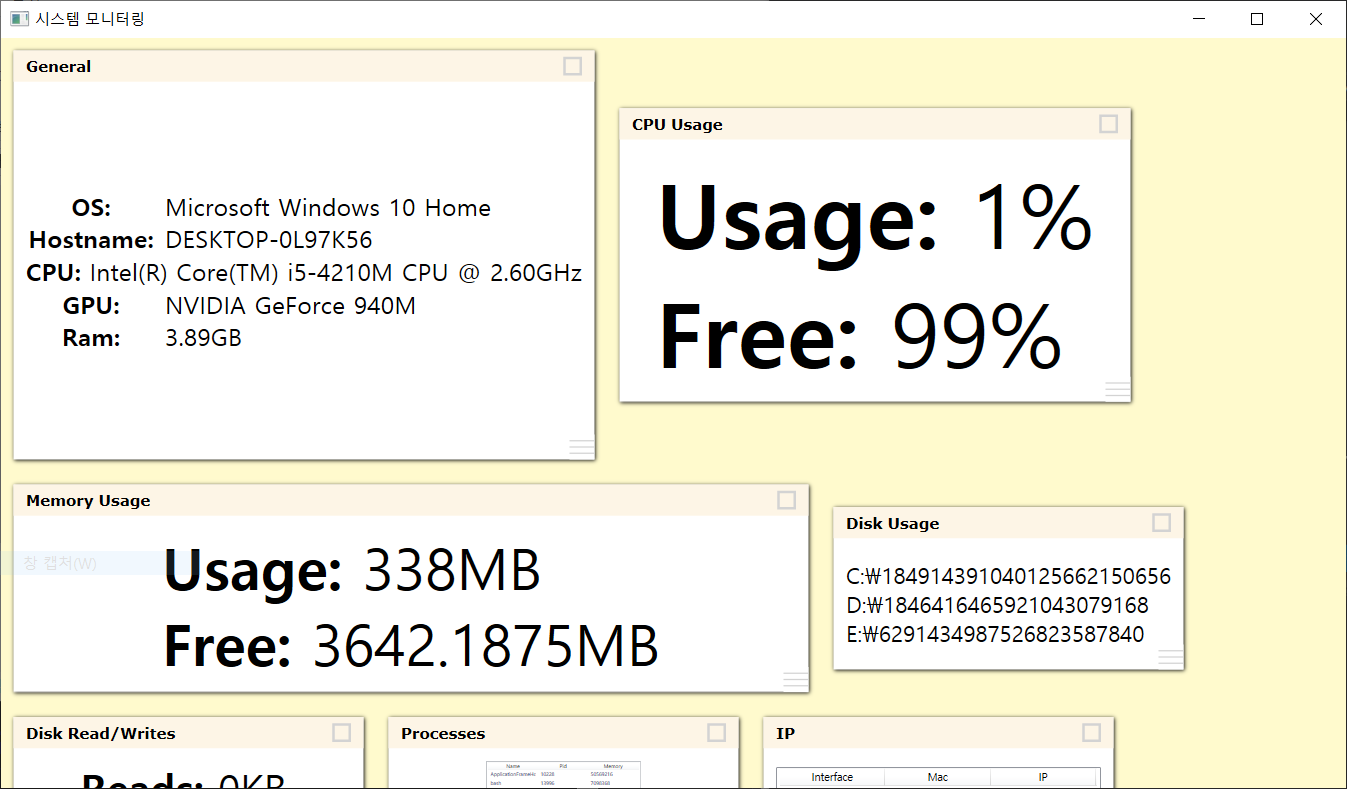 시스템 모니터링
General
OS: Microsoft Windows 10 Home
Hostname: DESKTOP-0L97K56
CPU: Intel(R) Core(TM) i5-4210M CPU @ 2.60GHz
GPU: NVIDIA GeForce 940M
Ram: 3.89GB
CPU Usage
Usage: 1%
Free: 99%
Memory Usage
창 캡처(W)
Usage: 338MB
Free: 3642.1875MB
Disk Usage
C:₩184914391040125662150656
D:₩1846416465921043079168
E:₩6291434987526823587840
Disk Read/Writes
Reads: 0KB
Processes
Name Pid Memory
10228 50569216
bash 13996 7090360
IP
Interface Mac IP